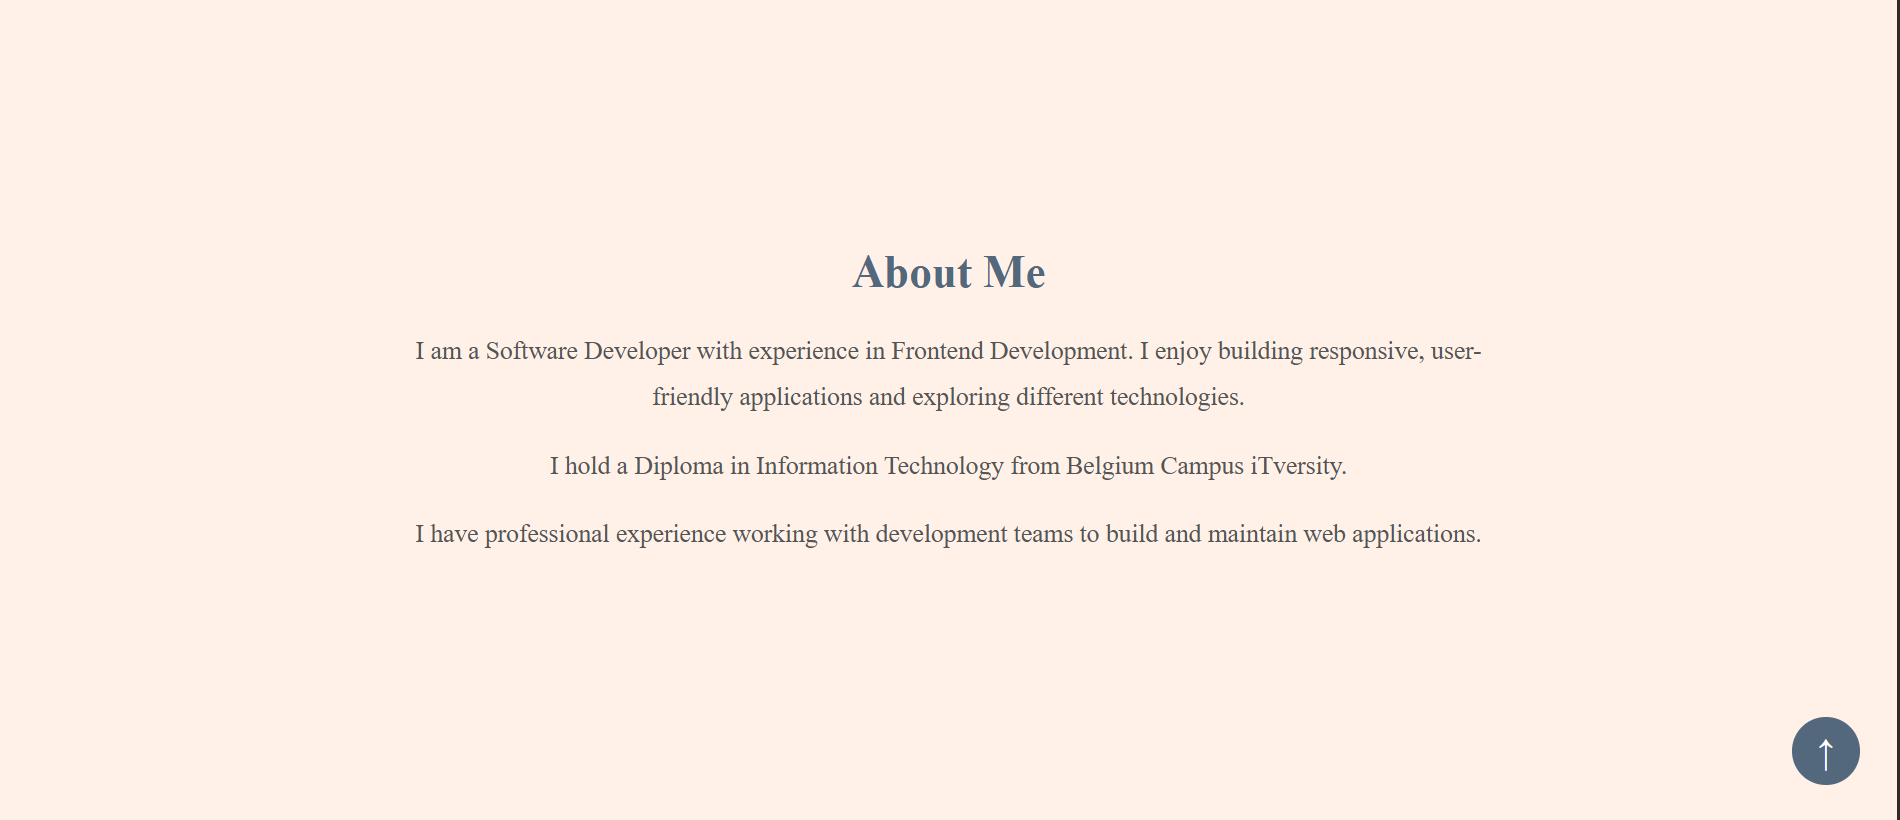 About Me
I am a Software Developer with experience in Frontend Development. I enjoy building responsive, user-
friendly applications and exploring different technologies.
I hold a Diploma in Information Technology from Belgium Campus iTversity.
I have professional experience working with development teams to build and maintain web applications.
↑